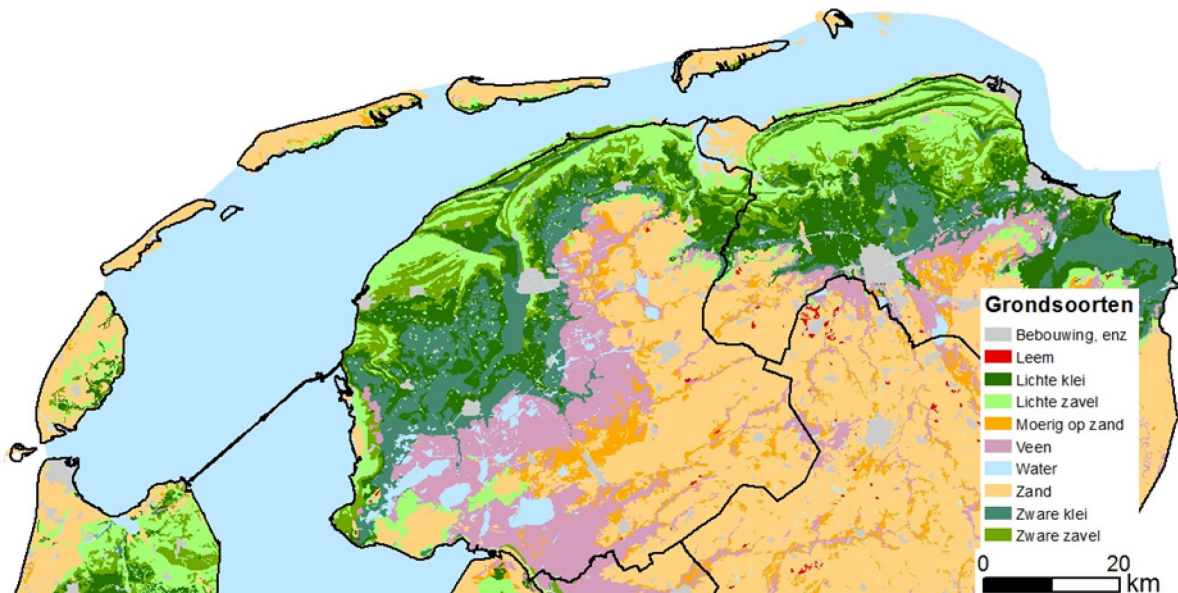 Grondsoorten
Bebouwing, enz
Leem
Lichte klei
Lichte zavel
Moerig op zand
Veen
Water
Zand
Zware klei
Zware zavel
0 20
km